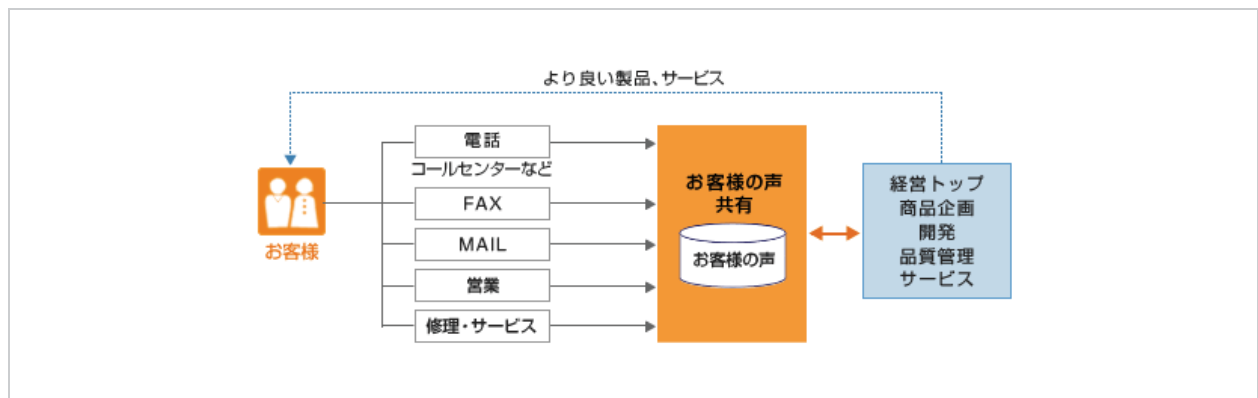 より良い製品、サービス
お客様
電話
コールセンターなど
FAX
MAIL
営業
修理・サービス
お客様の声
共有
お客様の声
経営トップ
商品企画
開発
品質管理
サービス